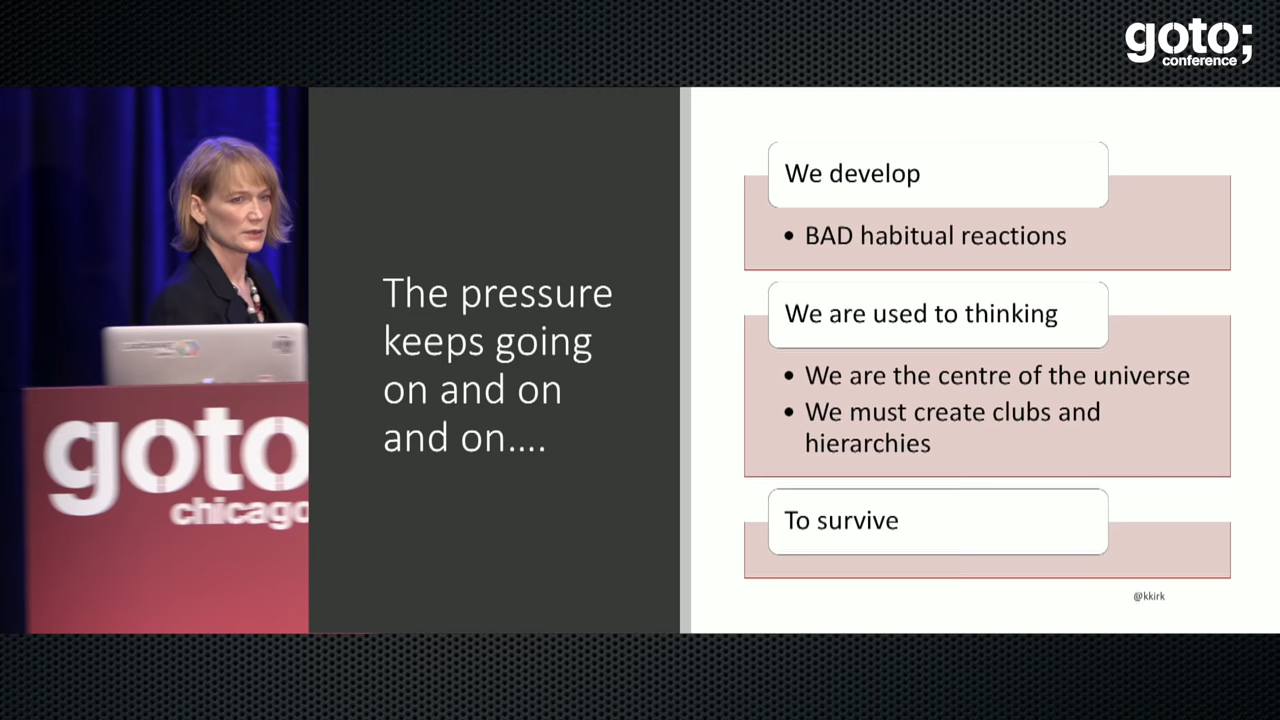 goto;
conference
The pressure
keeps going
on and on
and on....
We develop
• BAD habitual reactions
We are used to thinking
• We are the centre of the universe
• We must create clubs and
hierarchies
To survive
@kkirk
goto
chicago